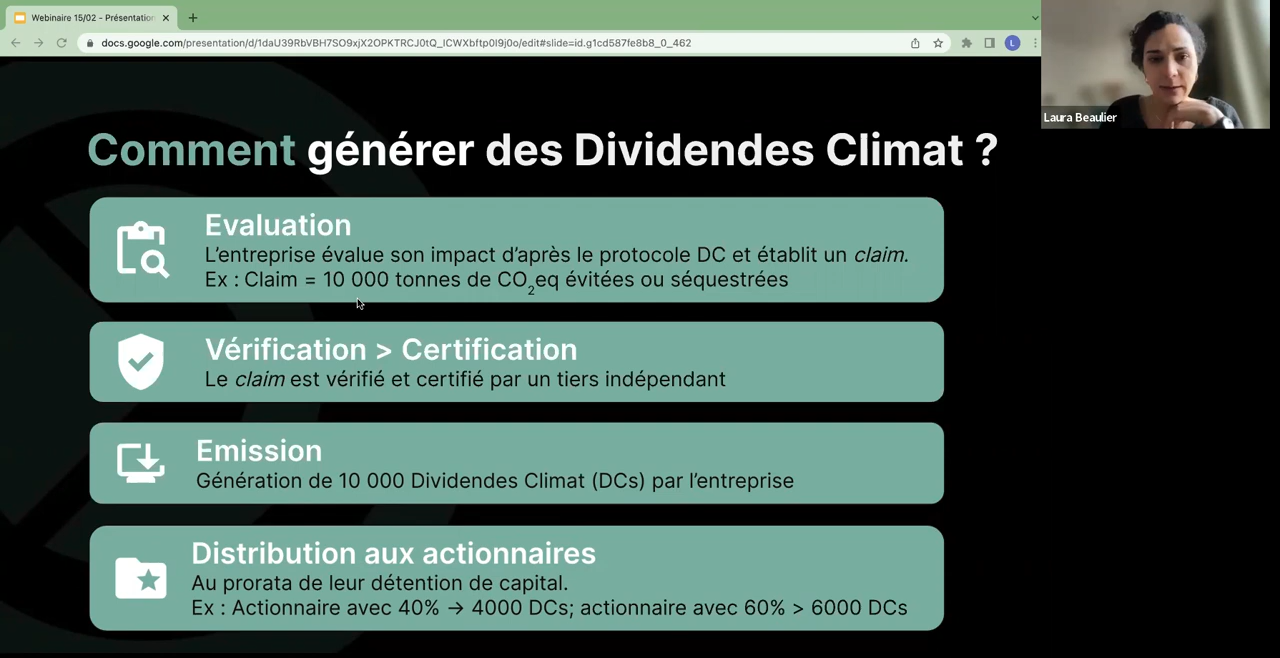 Webinaire 15/02 - Présentation
docs.google.com/presentation/d/1daU39RbVBH7SO9xjX2OPKTRCJ0tQ_ICWXbftp0I9j0o/edit#slide=id.g1cd587fe8b8_0_462
L
Laura Beaulier
Comment générer des Dividendes Climat ?
Evaluation
L'entreprise évalue son impact d'après le protocole DC et établit un claim.
Ex : Claim = 10 000 tonnes de CO2eq évitées ou séquestrées
Vérification > Certification
Le claim est vérifié et certifié par un tiers indépendant
Emission
Génération de 10 000 Dividendes Climat (DCs) par l'entreprise
Distribution aux actionnaires
Au prorata de leur détention de capital.
Ex : Actionnaire avec 40% → 4000 DCs; actionnaire avec 60% > 6000 DCs